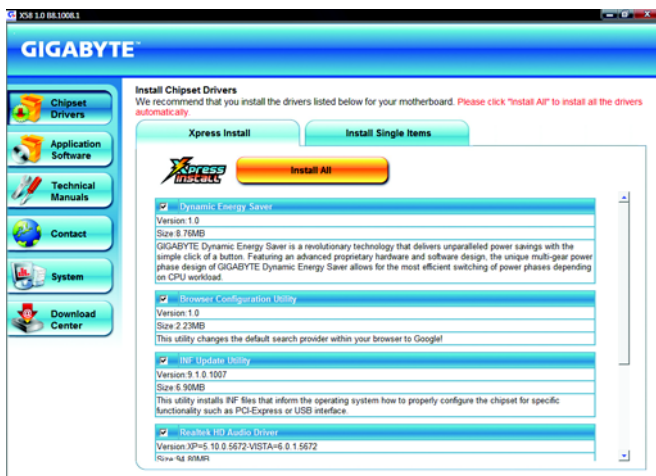 X58 1.0 B8.1008.1
GIGABYTE™
Chipset
Drivers
Application
Software
Technical
Manuals
Contact
System
Download
Center
Install Chipset Drivers
We recommend that you install the drivers listed below for your motherboard. Please click "Install All" to install all the drivers
automatically.
Xpress Install
Install Single Items
Xpress
INSTALL
Install All
Dynamic Energy Saver
Version:1.0
Size:8.76MB
GIGABYTE Dynamic Energy Saver is a revolutionary technology that delivers unparalleled power savings with the
simple click of a button. Featuring an advanced proprietary hardware and software design, the unique multi-gear power
phase design of GIGABYTE Dynamic Energy Saver allows for the most efficient switching of power phases depending
on CPU workload.
Browser Configuration Utility
Version:1.0
Size:2.23MB
This utility changes the default search provider within your browser to Google!
INF Update Utility
Version:9.1.0.1007
Size:6.90MB
This utility installs INF files that inform the operating system how to properly configure the chipset for specific
functionality such as PCI-Express or USB interface.
Realtek HD Audio Driver
Version:XP=5.10.0.5672-VISTA=6.0.1.5672
Size:94.80MB